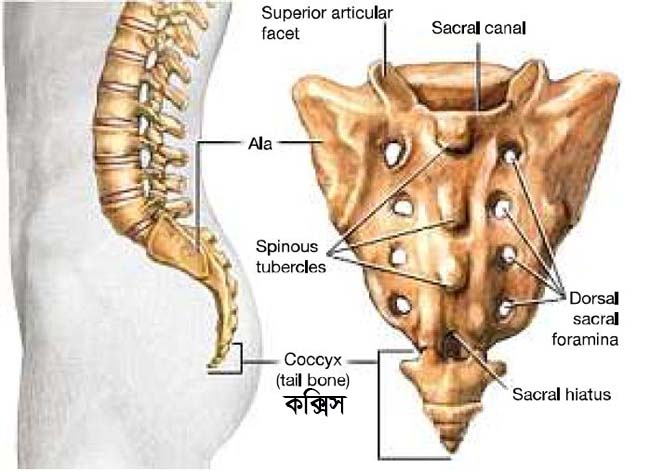 Superior articular
facet
Sacral canal
Ala
Spinous
tubercles
Dorsal
sacral
foramina
Coccyx
(tail bone)
কক্সিস
Sacral hiatus